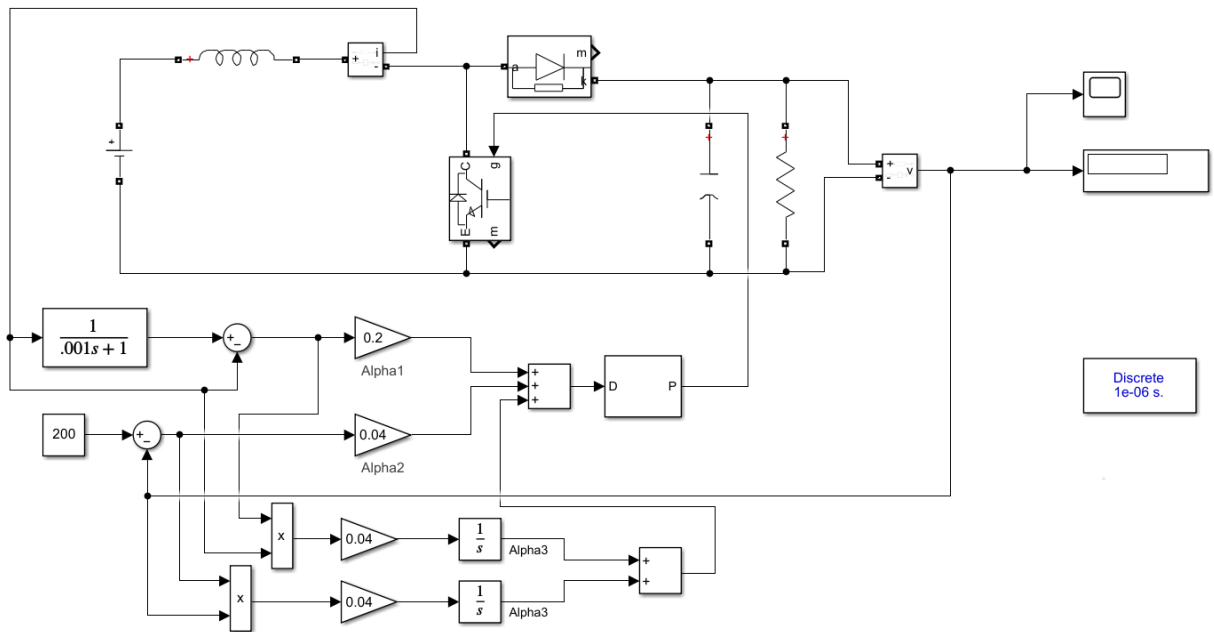 i
+
-
a
m
k
+
C
g
E
m
+
+
+
-
v
+
1
.001s + 1
+
-
0.2
Alpha1
+
+
+
D
P
Discrete
1e-06 s.
200
+
-
0.04
Alpha2
x
0.04
1
s
Alpha3
+
+
x
0.04
1
s
Alpha3